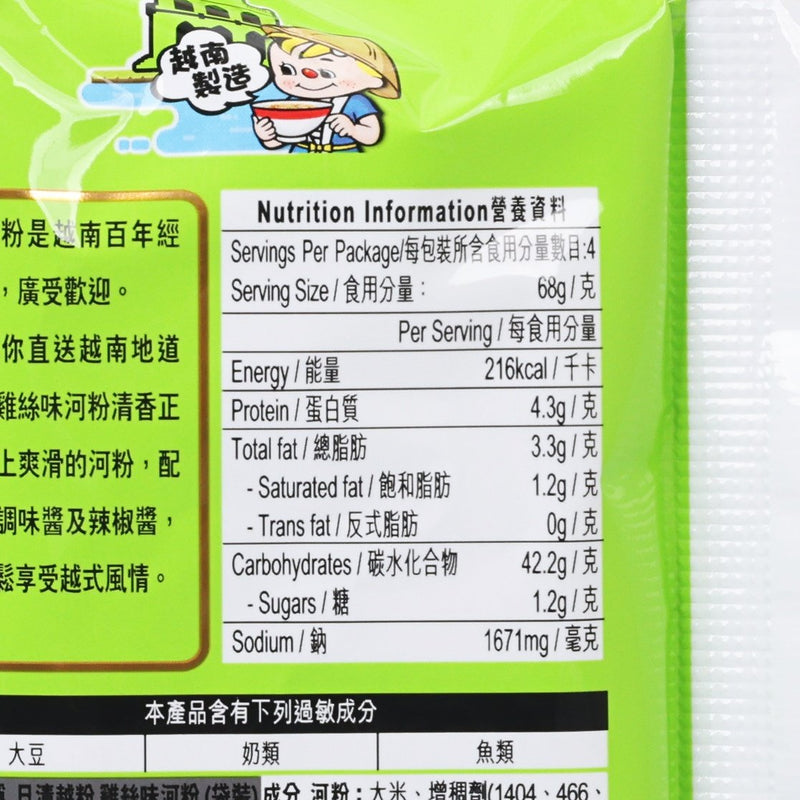 越南
製造
粉是越南百年經
，廣受歡迎。
你直送越南地道
雞絲味河粉清香正
上爽滑的河粉，配
調味醬及辣椒醬，
鬆享受越式風情。
Nutrition Information營養資料
Servings Per Package/每包裝所含食用分量數目:4
Serving Size / 食用分量： 68g / 克
Per Serving / 每食用分量
Energy / 能量 216kcal / 千卡
Protein / 蛋白質 4.3g / 克
Total fat / 總脂肪 3.3g / 克
- Saturated fat / 飽和脂肪 1.2g / 克
- Trans fat / 反式脂肪 0g / 克
Carbohydrates / 碳水化合物 42.2g / 克
- Sugars / 糖 1.2g / 克
Sodium / 鈉 1671mg / 毫克
本產品含有下列過敏成分
大豆 奶類 魚類
日清越粉 雞絲味河粉 (袋裝) 成分 河粉：大米、增稠劑(1404、466、